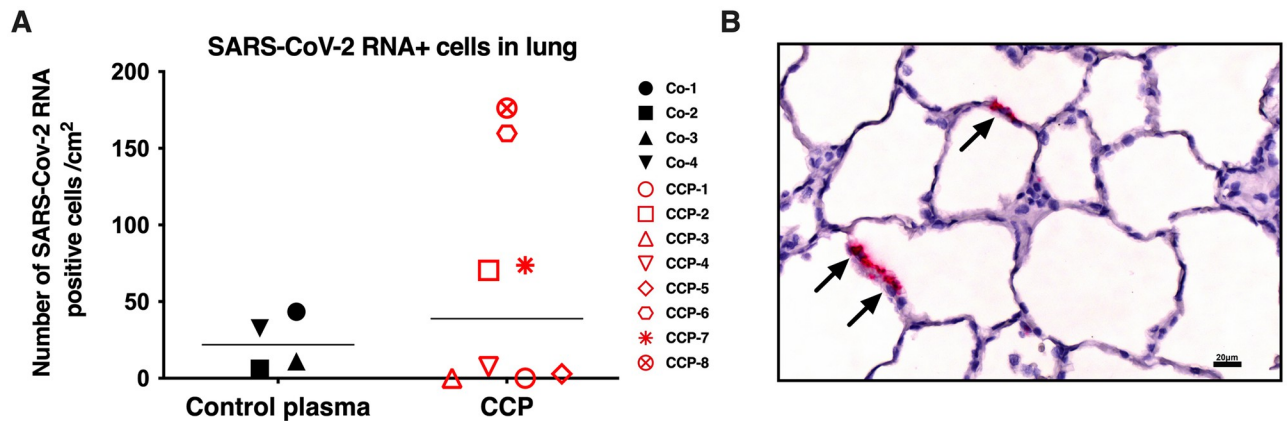 A
SARS-CoV-2 RNA+ cells in lung
Number of SARS-Cov-2 RNA
positive cells /cm²
200
150
100
50
0
Control plasma
CCP
Co-1
Co-2
Co-3
Co-4
CCP-1
CCP-2
CCP-3
CCP-4
CCP-5
CCP-6
CCP-7
CCP-8
B
20µm